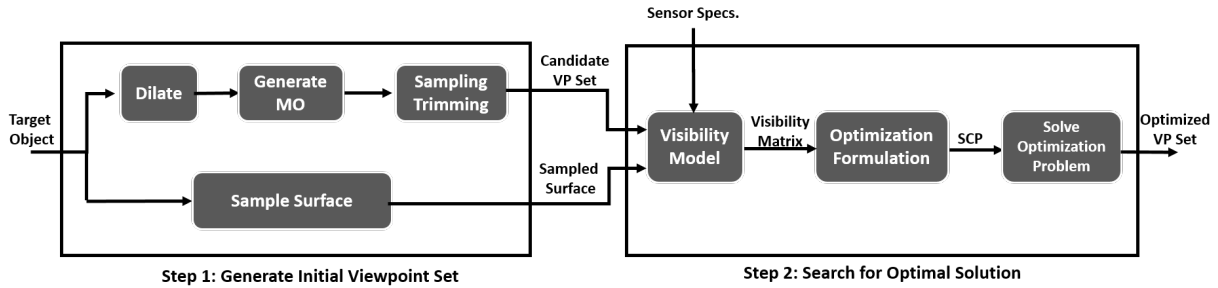 Sensor Specs.
Target
Object
Dilate
Generate
MO
Sampling
Trimming
Candidate
VP Set
Sample Surface
Sampled
Surface
Visibility
Model
Visibility
Matrix
Optimization
Formulation
SCP
Solve
Optimization
Problem
Optimized
VP Set
Step 1: Generate Initial Viewpoint Set
Step 2: Search for Optimal Solution